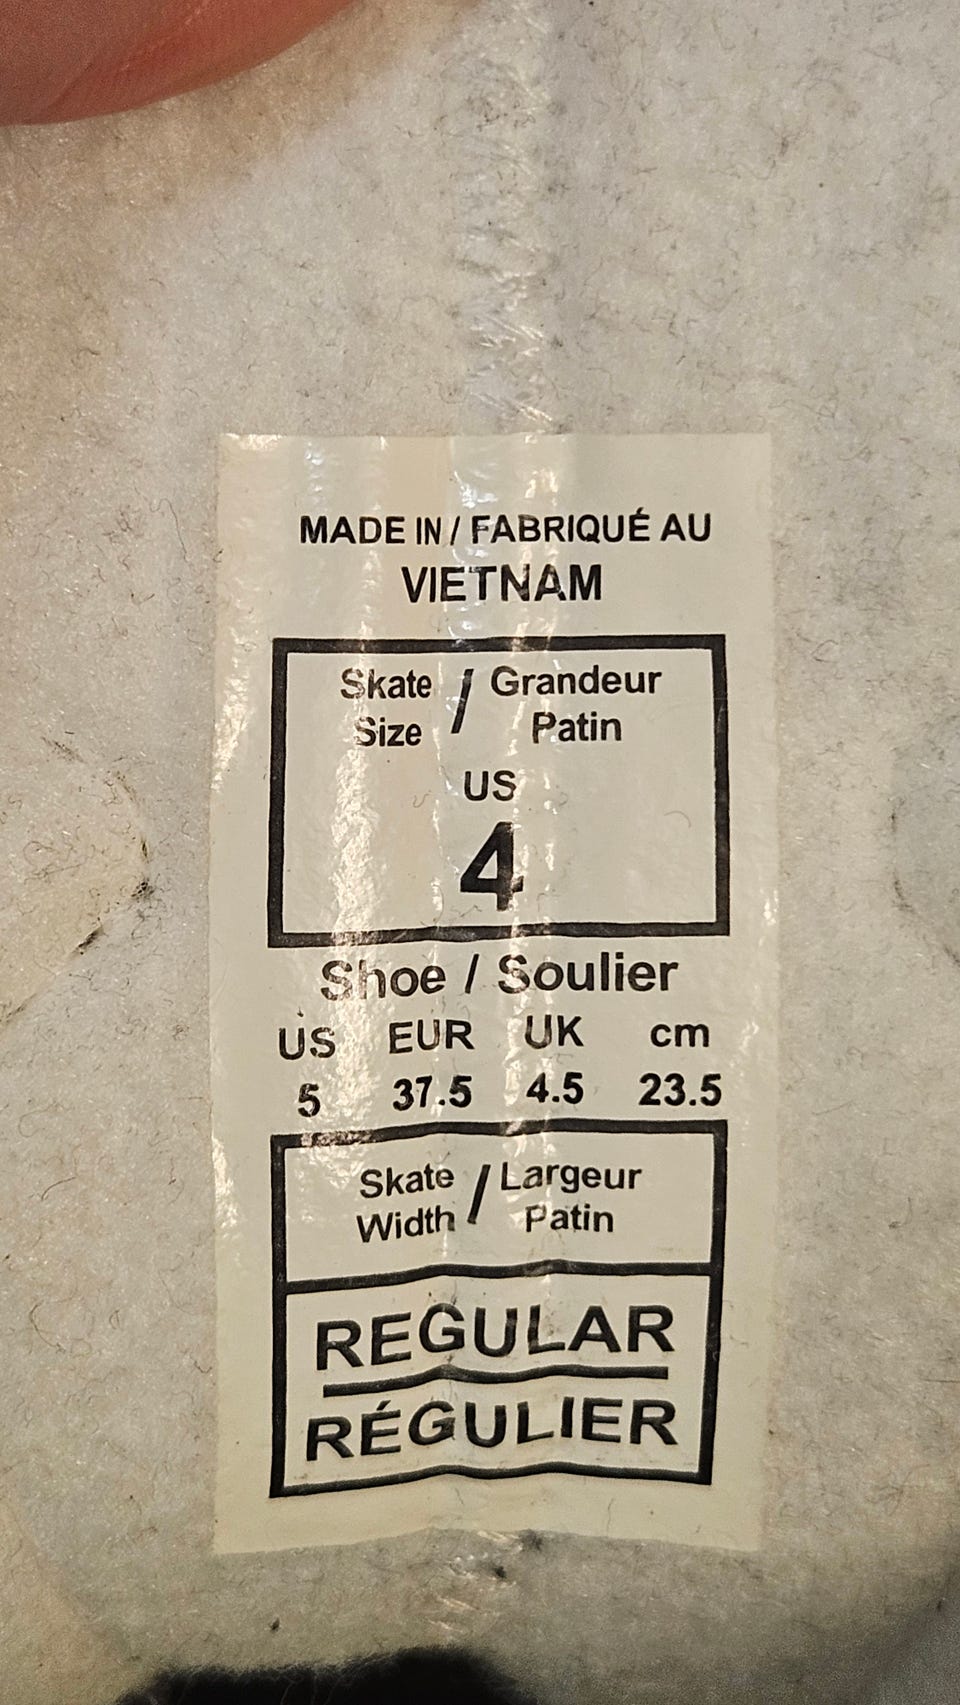 MADE IN / FABRIQUÉ AU
VIETNAM
Skate / Grandeur
Size Patin
US
4
Shoe / Soulier
US EUR UK cm
5 37.5 4.5 23.5
Skate / Largeur
Width Patin
REGULAR
RÉGULIER